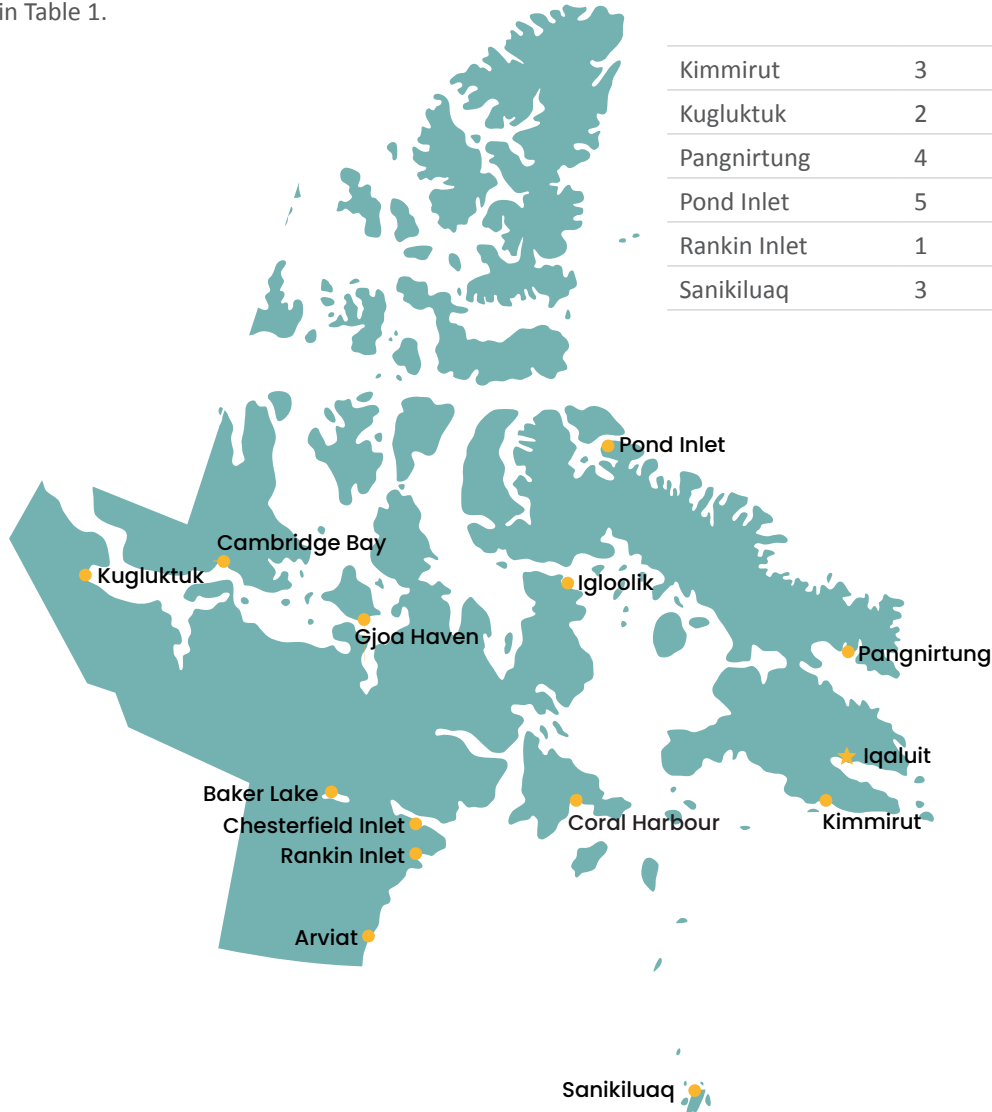 in Table 1.
Kimmirut 3
Kugluktuk 2
Pangnirtung 4
Pond Inlet 5
Rankin Inlet 1
Sanikiluaq 3
Pond Inlet
Cambridge Bay
Kugluktuk
Igloolik
Gjoa Haven
Pangnirtung
Iqaluit
Baker Lake
Chesterfield Inlet
Coral Harbour
Kimmirut
Rankin Inlet
Arviat
Sanikiluaq